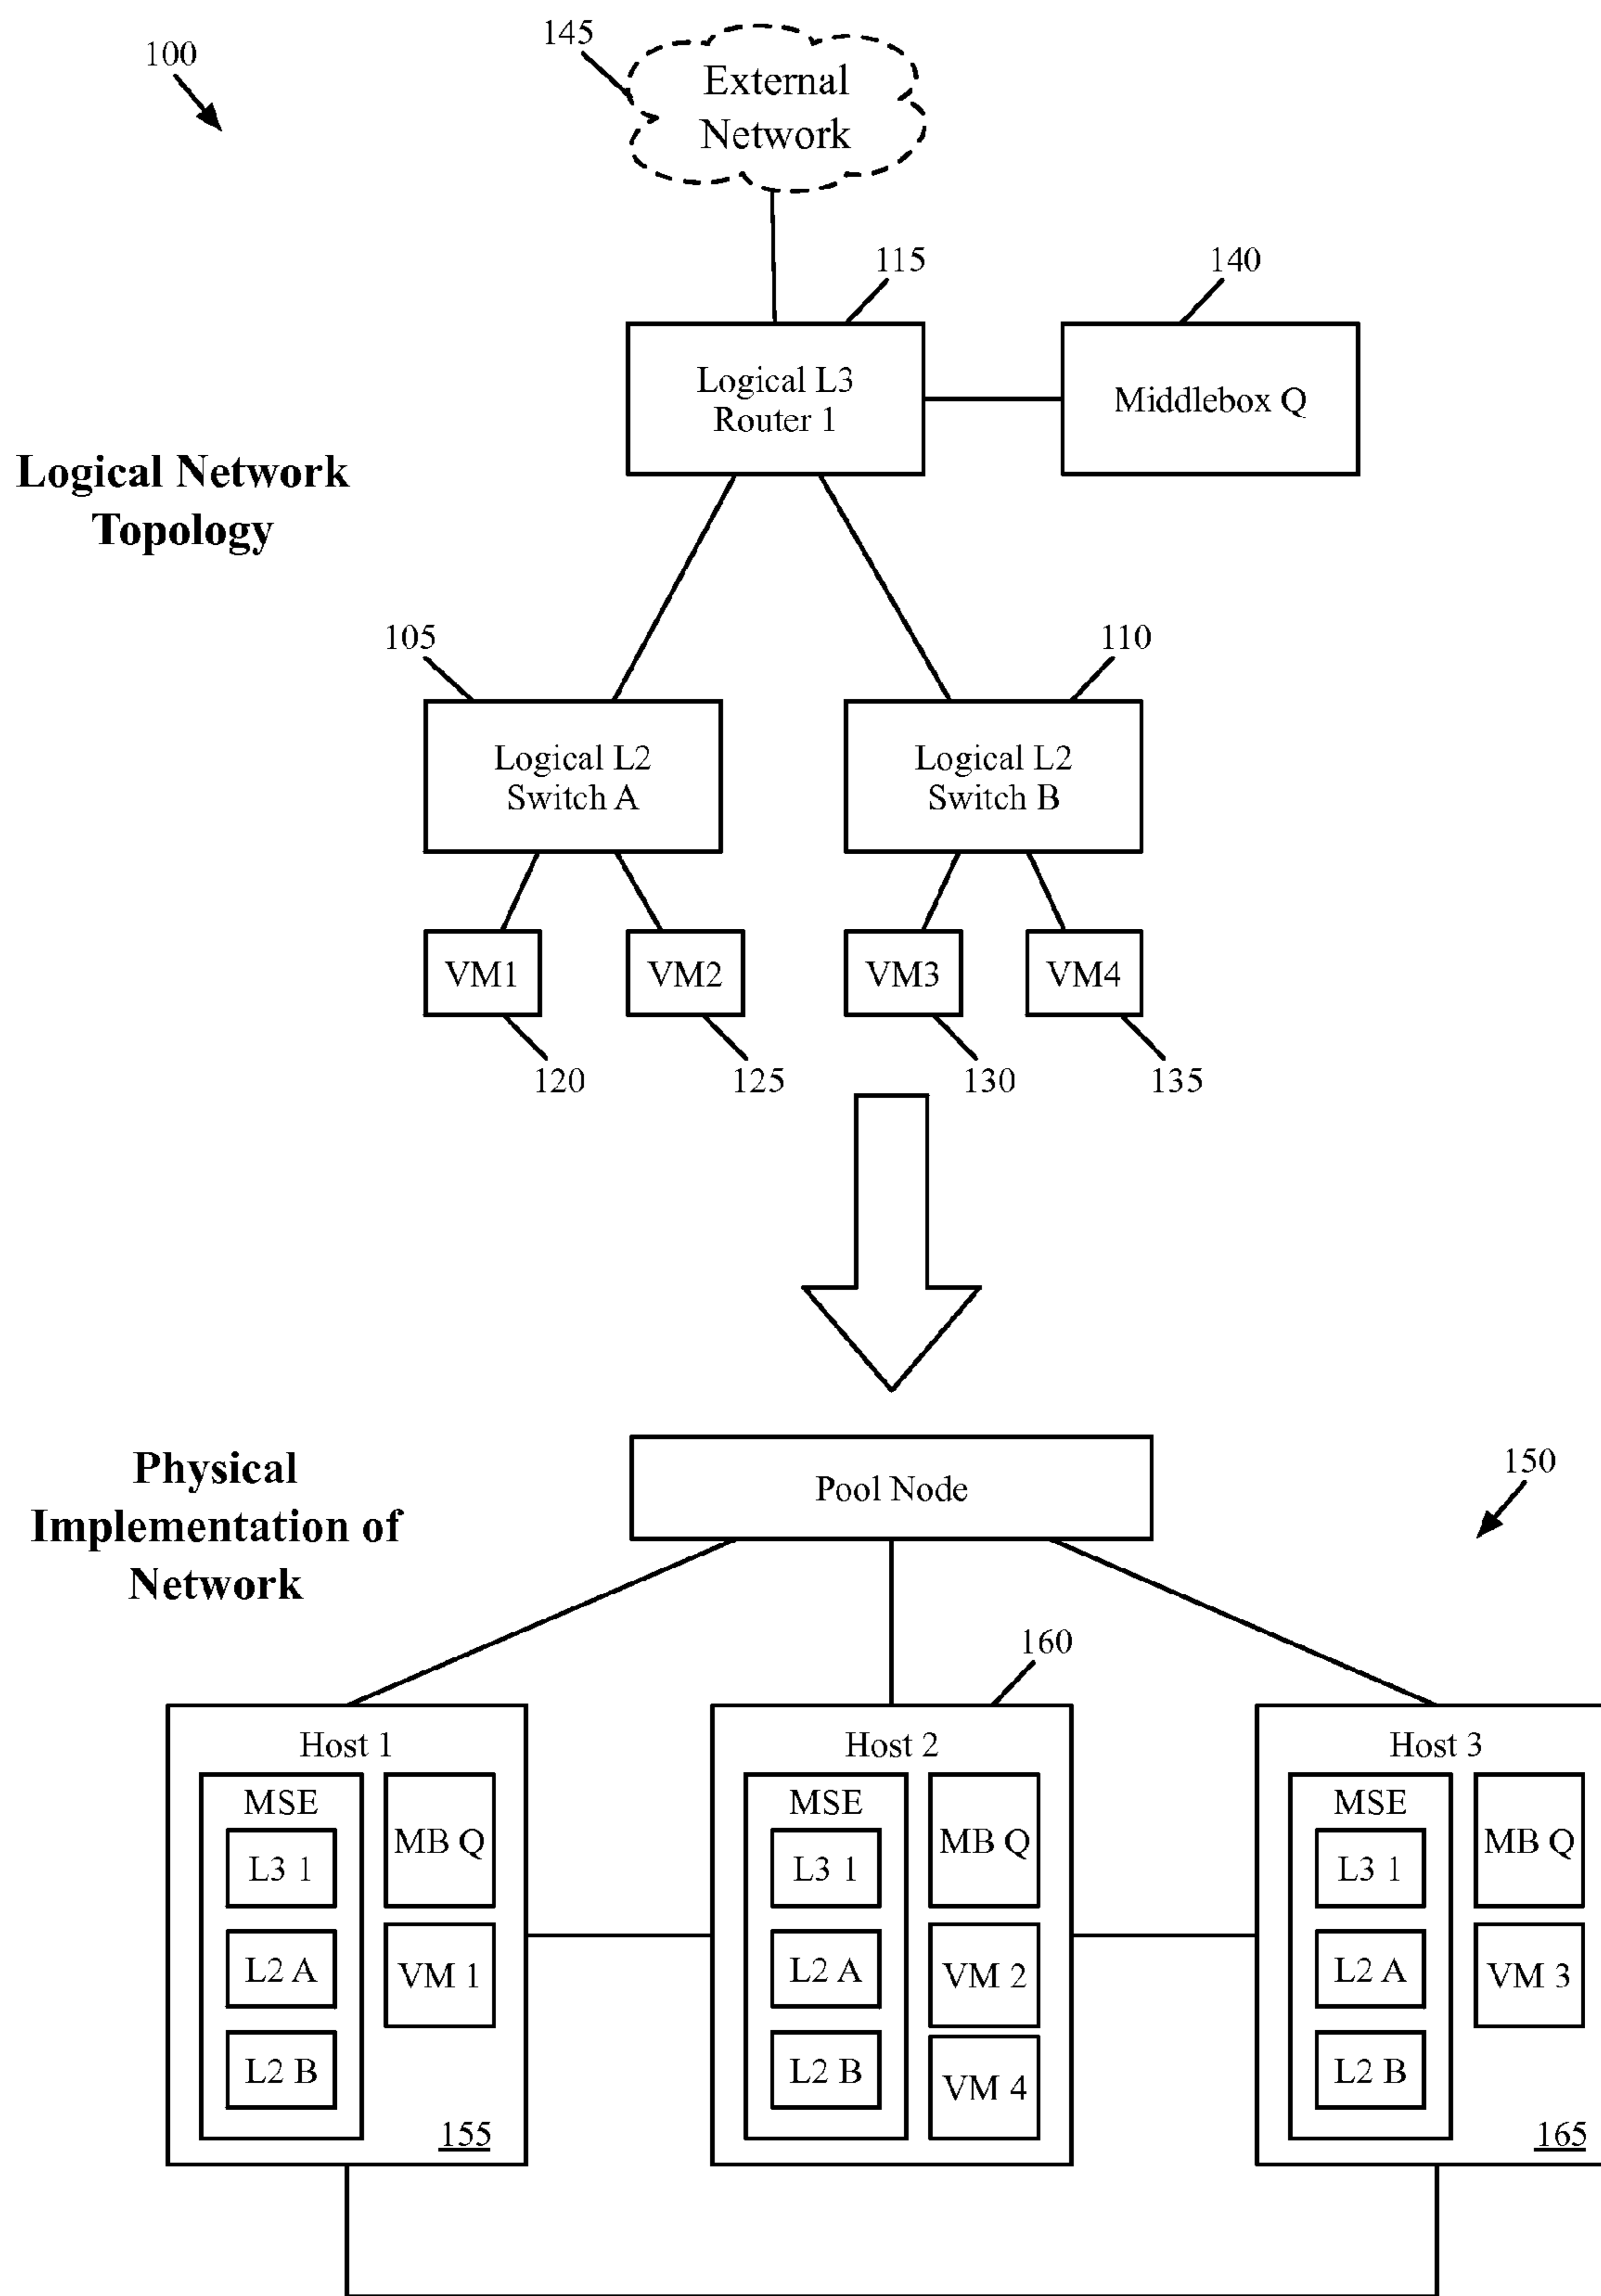 100
145
External
Network
115
140
Logical L3
Router 1
Middlebox Q
Logical Network
Topology
105
110
Logical L2
Switch A
Logical L2
Switch B
VM1
VM2
VM3
VM4
120
125
130
135
Physical
Implementation of
Network
Pool Node
150
160
Host 1
MSE
L3 1
L2 A
L2 B
MB Q
VM 1
155
Host 2
MSE
L3 1
L2 A
L2 B
MB Q
VM 2
VM 4
Host 3
MSE
L3 1
L2 A
L2 B
MB Q
VM 3
165